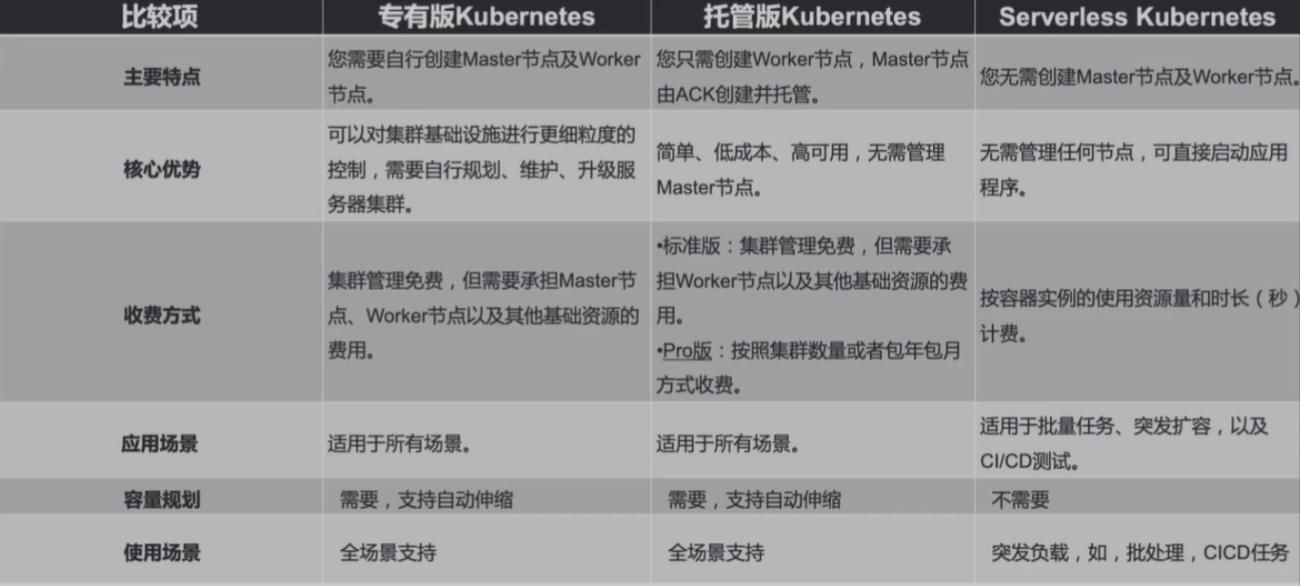 比较项
专有版Kubernetes
托管版Kubernetes
Serverless Kubernetes
主要特点
您需要自行创建Master节点及Worker
节点。
您只需创建Worker节点，Master节点
由ACK创建并托管。
您无需创建Master节点及Worker节点。
核心优势
可以对集群基础设施进行更细粒度的
控制，需要自行规划、维护、升级服
务器集群。
简单、低成本、高可用，无需管理
Master节点。
无需管理任何节点，可直接启动应用
程序。
收费方式
集群管理免费，但需要承担Master节
点、Worker节点以及其他基础资源的
费用。
•标准版：集群管理免费，但需要承
担Worker节点以及其他基础资源的费
用。
•Pro版：按照集群数量或者包年包月
方式收费。
按容器实例的使用资源量和时长（秒）
计费。
应用场景
适用于所有场景。
适用于所有场景。
适用于批量任务、突发扩容，以及
CI/CD测试。
容量规划
需要，支持自动伸缩
需要，支持自动伸缩
不需要
使用场景
全场景支持
全场景支持
突发负载，如，批处理，CICD任务